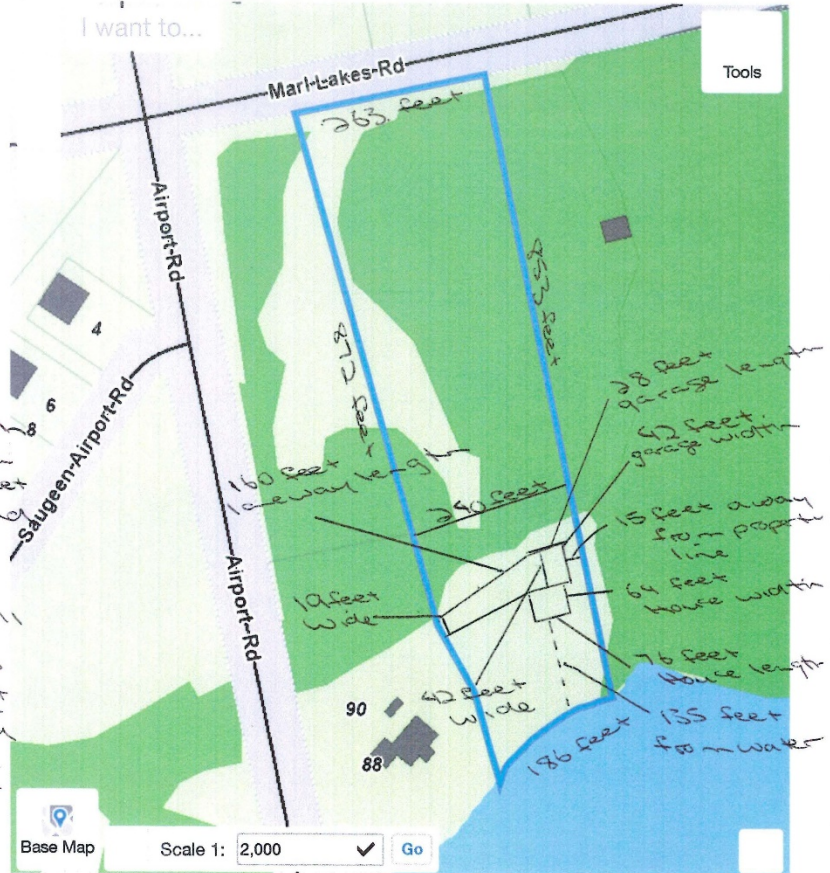 I want to...
Tools
Marl-Lakes-Rd
263 feet
Airport-Rd
853 feet
4
872 feet
28 feet
garage length
6
8
Saugeen-Airport-Rd
42 feet
garage width
160 feet
laneway length
240 feet
15 feet away
from property
line
Airport-Rd
64 feet
House width
10 feet
wide
76 feet
House length
42 feet
wide
90
135 feet
from water
88
186 feet
Base Map
Scale 1:
2,000
Go